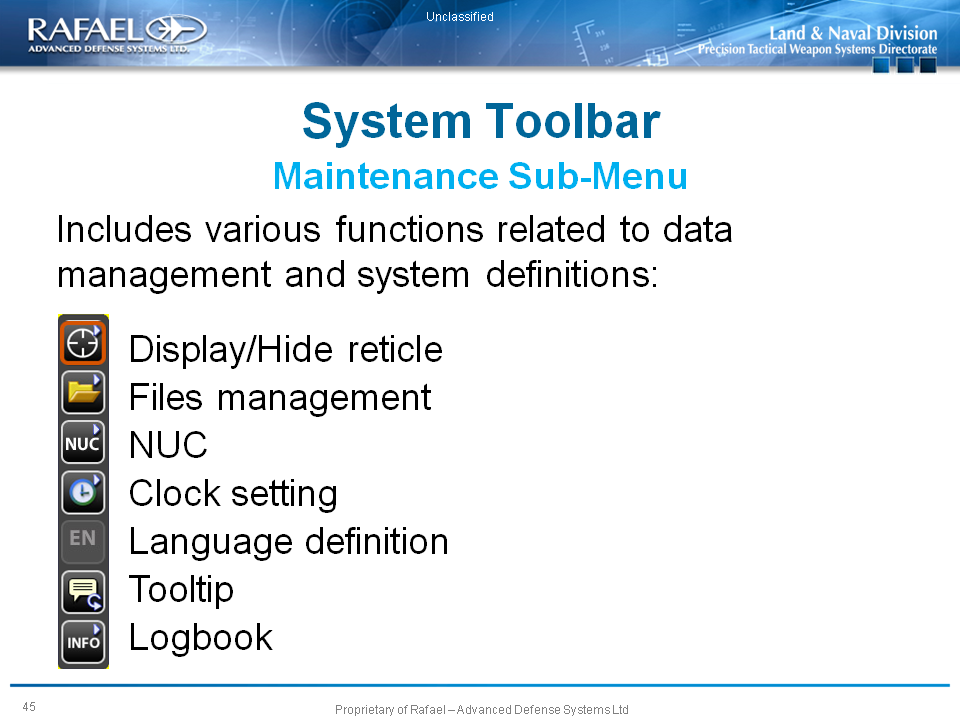 Unclassified
RAFAEL
ADVANCED DEFENSE SYSTEMS LTD.
Land & Naval Division
Precision Tactical Weapon Systems Directorate
System Toolbar
Maintenance Sub-Menu
Includes various functions related to data
management and system definitions:
Display/Hide reticle
Files management
NUC NUC
Clock setting
EN Language definition
Tooltip
INFO Logbook
45
Proprietary of Rafael – Advanced Defense Systems Ltd